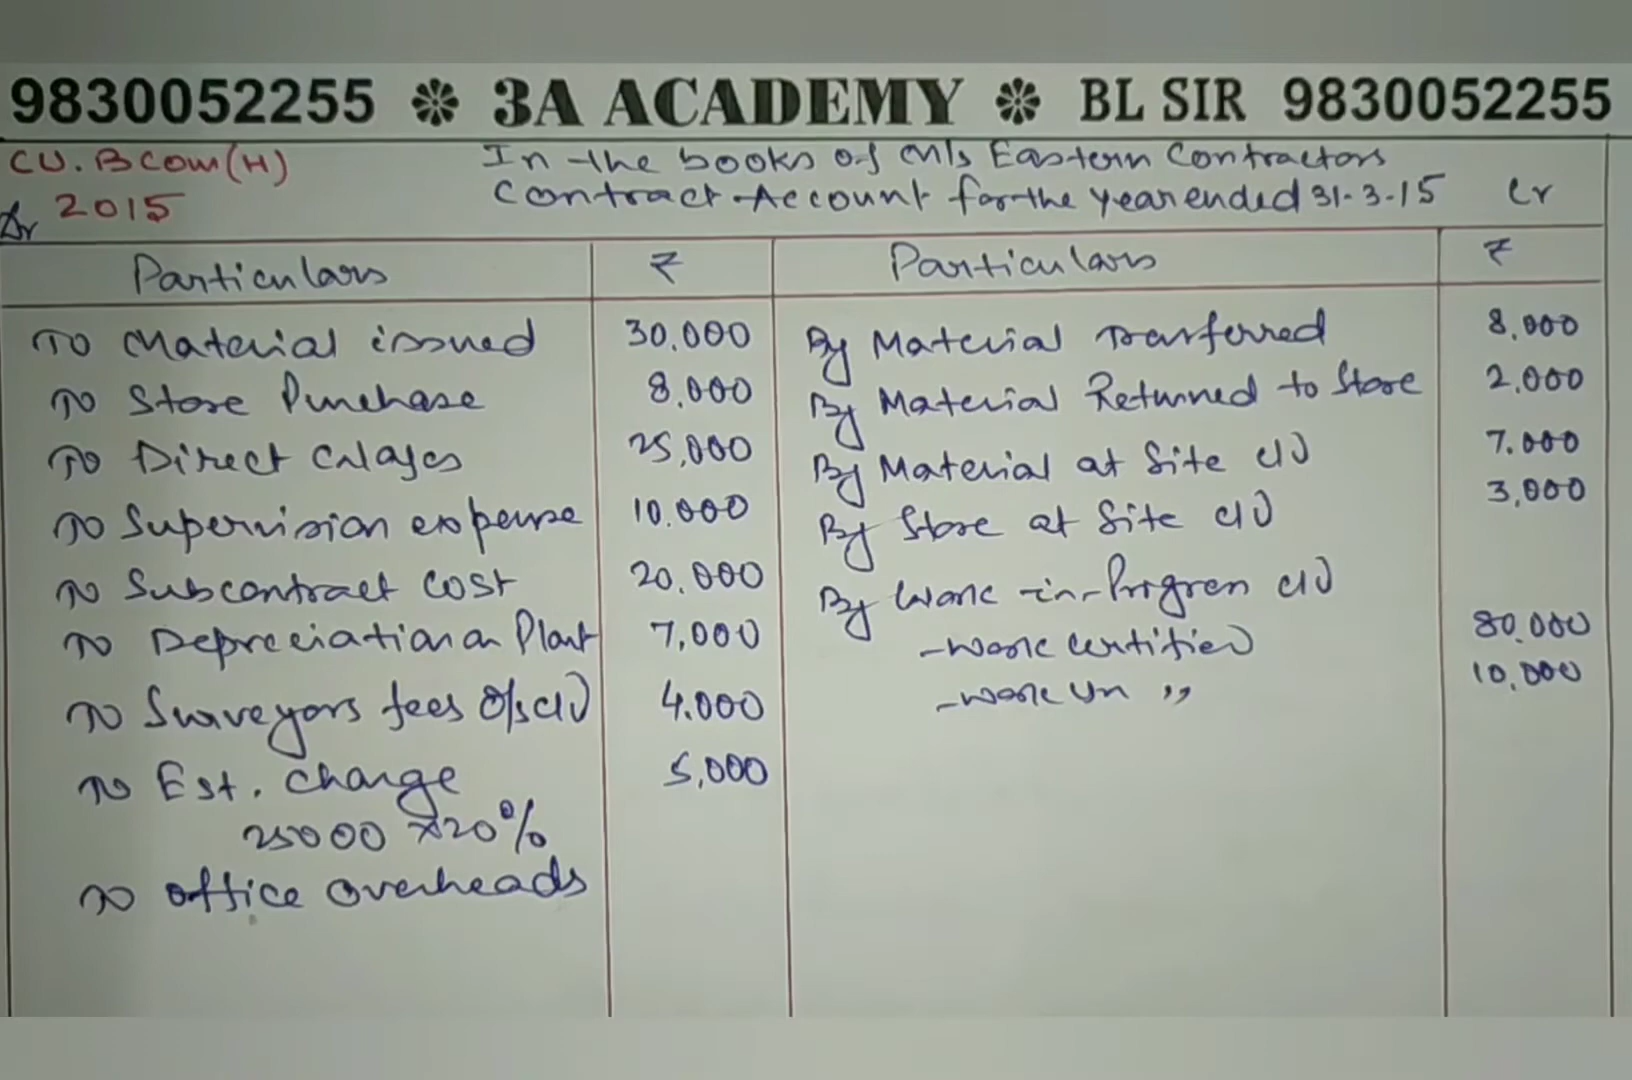 9830052255 ❋ 3A ACADEMY ❋ BL SIR 9830052255
CU. BCom(H) In the books of M/s Eastern Contractors
2015 Contract Account for the year ended 31-3-15
Dr Cr
Particulars ₹ Particulars ₹
To Material issued 30,000 By Material Transferred 8,000
To Store Purchase 8,000 By Material Returned to Store 2,000
To Direct 25,000 By Material at Site c/d 7,000
To Supervision expense 10,000 By Store at Site c/d 3,000
To Subcontract Cost 20,000 By Work-in-Progress c/d
To Depreciation on Plant 7,000 -work certified 80,000
To Surveyors fees O/s c/d 4,000 -work Un ,, 10,000
To Est. charge 5,000
25000 × 20%
To Office Overheads